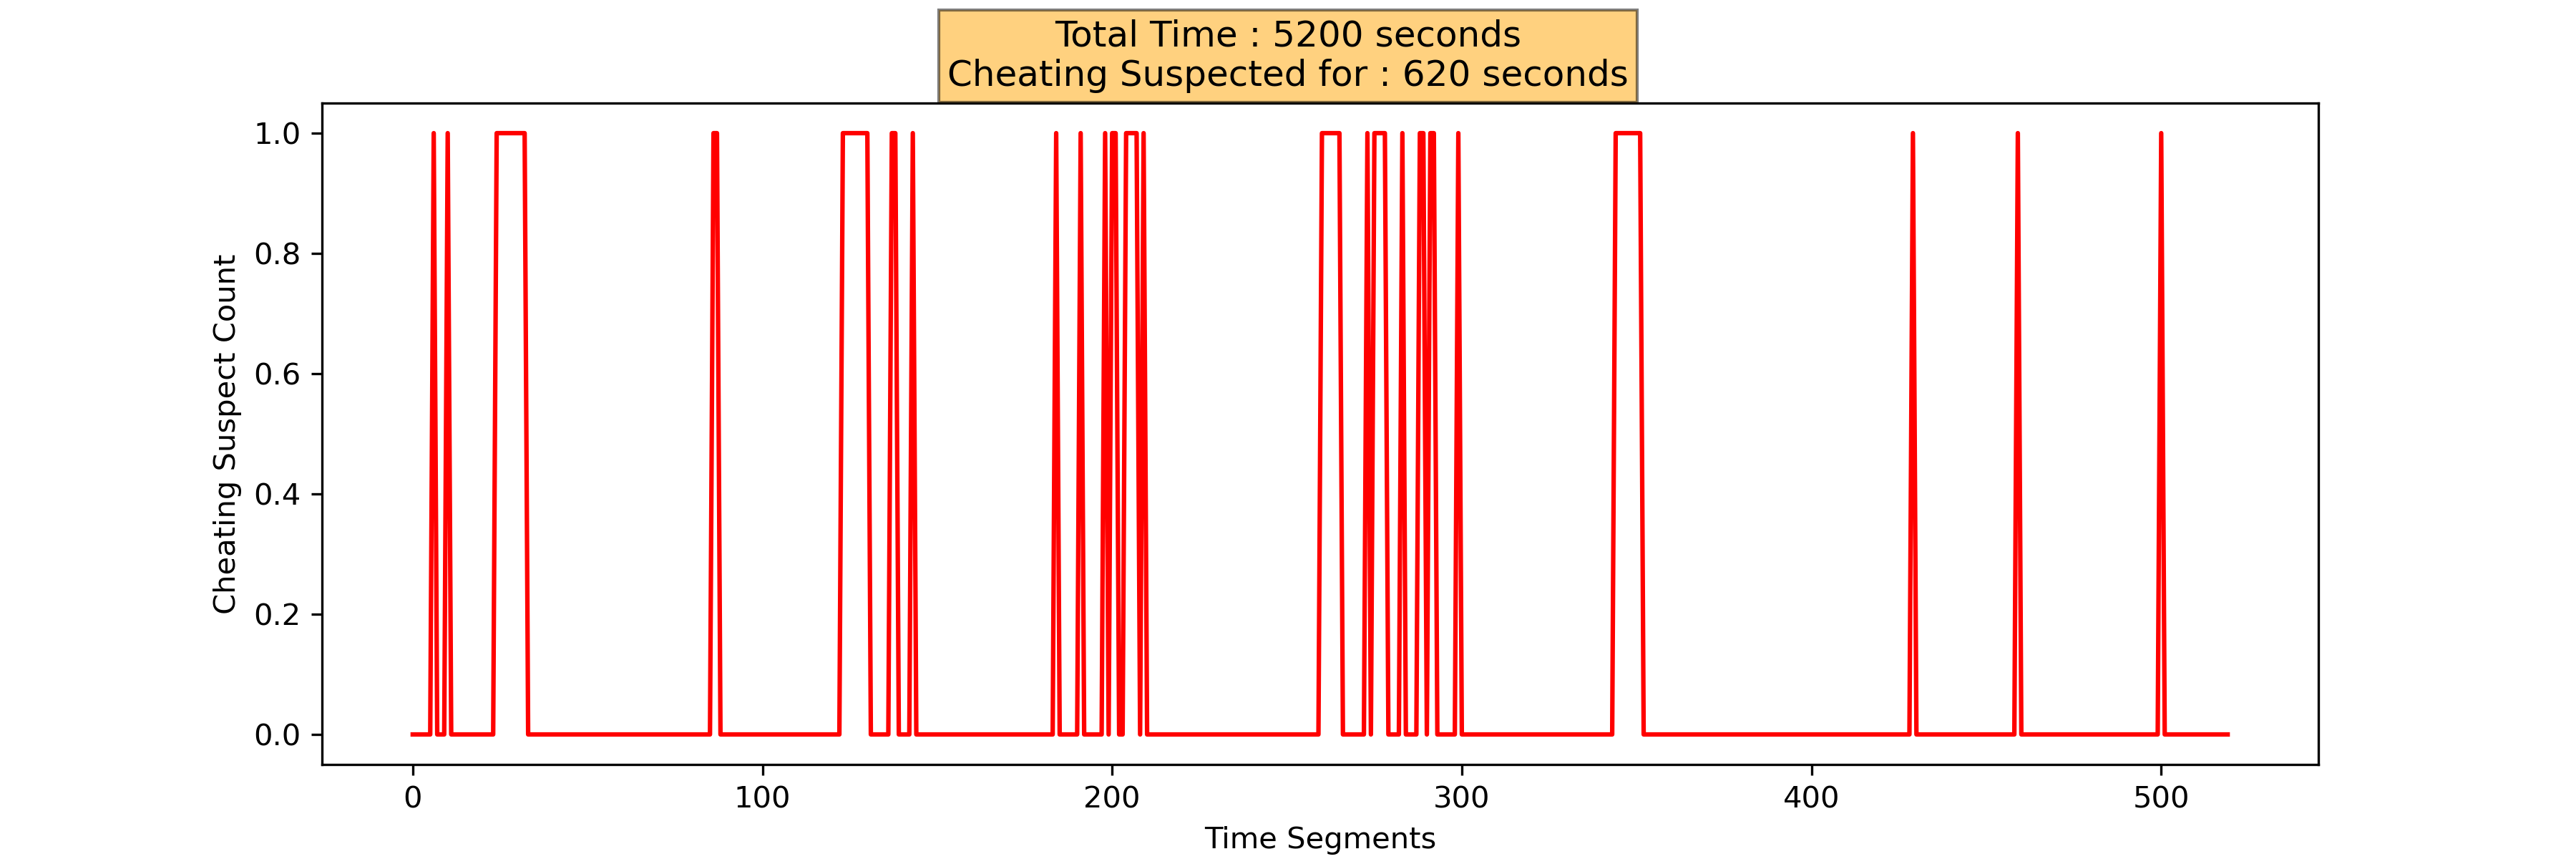 Total Time : 5200 seconds
Cheating Suspected for : 620 seconds
1.0
0.8
0.6
0.4
0.2
0.0
Cheating Suspect Count
0 100 200 300 400 500
Time Segments